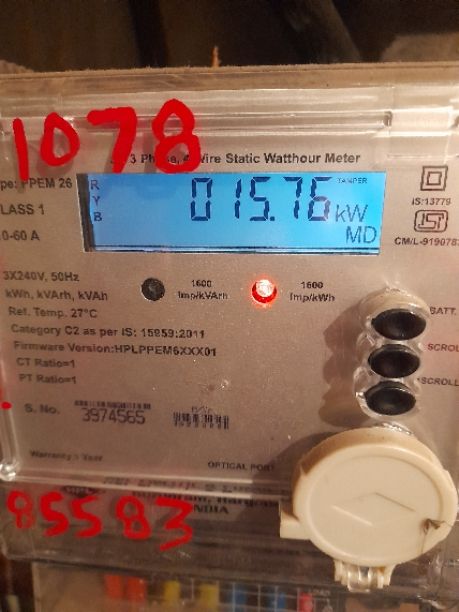 1078
3 Phase, 4 Wire Static Watthour Meter
PPEM 26
CLASS 1
0-60 A
R
Y
B
TAMPER
015.76 kW
MD
IS:13779
CM/L-919078
3X240V, 50Hz
kWh, kVArh, kVAh
Ref. Temp. 27°C
Category C2 as per IS: 15959:2011
Firmware Version:HPLPPEM6XXX01
CT Ratio=1
PT Ratio=1
1600
Imp/kVArh
1600
Imp/kWh
BATT.
SCROLL
SCROLL
S. No.
3974565
OPTICAL PORT
85583
INDIA
LOAD